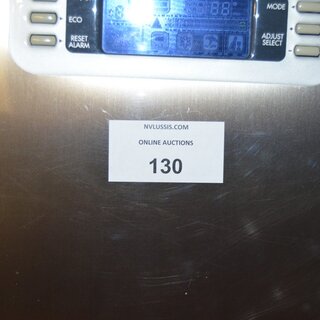 MODE
ECO
RESET
ALARM
ADJUST
SELECT
NVLUSSIS.COM
ONLINE AUCTIONS
130